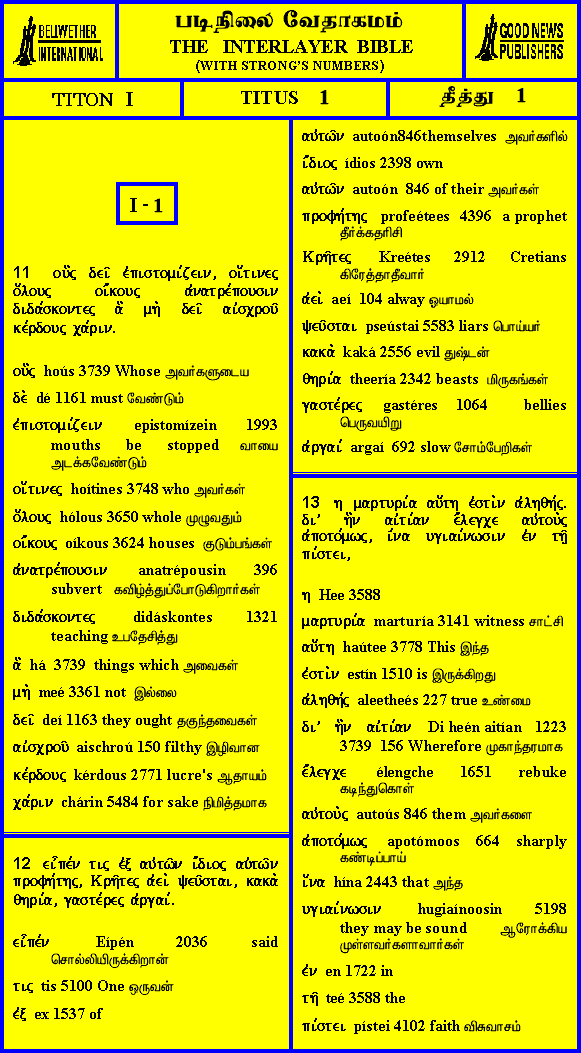 BELLWETHER
INTERNATIONAL
படிநிலை வேதாகமம்
THE INTERLAYER BIBLE
(WITH STRONG'S NUMBERS)
GOOD NEWS
PUBLISHERS
TITON I
TITUS 1
தீத்து 1
I - 1
11 οὓς δεῖ ἐπιστομίζειν, οἵτινες
ὅλους οἴκους ἀνατρέπουσιν
διδάσκοντες ἃ μὴ δεῖ αἰσχροῦ
κέρδους χάριν.
οὓς hoús 3739 Whose அவர்களுடைய
δὲ dé 1161 must வேண்டும்
ἐπιστομίζειν epistomízein 1993
mouths be stopped வாயை
அடக்கவேண்டும்
οἵτινες hoítines 3748 who அவர்கள்
ὅλους hólous 3650 whole முழுவதும்
οἴκους oíkous 3624 houses குடும்பங்கள்
ἀνατρέπουσιν anatrépousin 396
subvert கவிழ்த்துப்போடுகிறார்கள்
διδάσκοντες didáskontes 1321
teaching உபதேசித்து
ἃ há 3739 things which அவைகள்
μὴ meé 3361 not இல்லை
δεῖ deí 1163 they ought தகுந்தவைகள்
αἰσχροῦ aischroú 150 filthy இழிவான
κέρδους kérdous 2771 lucre's ஆதாயம்
χάριν chárin 5484 for sake நிமித்தமாக
12 εἶπέν τις ἐξ αὐτῶν ἴδιος αὐτῶν
προφήτης, Κρῆτες ἀεὶ ψεῦσται, κακὰ
θηρία, γαστέρες ἀργαί.
εἶπέν Eípén 2036 said
சொல்லியிருக்கிறான்
τις tis 5100 One ஒருவன்
ἐξ ex 1537 of
αὐτῶν autoón846themselves அவர்களில்
ἴδιος ídios 2398 own
αὐτῶν autoón 846 of their அவர்கள்
προφήτης profeétees 4396 a prophet
தீர்க்கதரிசி
Κρῆτες Kreétes 2912 Cretians
கிரேத்தாதீவார்
ἀεὶ aeí 104 alway ஓயாமல்
ψεῦσται pseústai 5583 liars பொய்யர்
κακὰ kaká 2556 evil துஷ்டன்
θηρία theería 2342 beasts மிருகங்கள்
γαστέρες gastéres 1064 bellies
பெருவயிறு
ἀργαί argaí 692 slow சோம்பேறிகள்
13 η μαρτυρία αὕτη ἐστὶν ἀληθής.
δι' ἣν αἰτίαν ἔλεγχε αὐτοὺς
ἀποτόμως, ἵνα υγιαίνωσιν ἐν τῇ
πίστει,
η Hee 3588
μαρτυρία marturía 3141 witness சாட்சி
αὕτη haútee 3778 This இந்த
ἐστὶν estín 1510 is இருக்கிறது
ἀληθής aleetheés 227 true உண்மை
δι' ἣν αἰτίαν Di heén aitían 1223
3739 156 Wherefore முகாந்தரமாக
ἔλεγχε élengche 1651 rebuke
கடிந்துகொள்
αὐτοὺς autoús 846 them அவர்களை
ἀποτόμως apotómoos 664 sharply
கண்டிப்பாய்
ἵνα hína 2443 that அந்த
υγιαίνωσιν hugiaínoosin 5198
they may be sound ஆரோக்கிய
முள்ளவர்களாவார்கள்
ἐν en 1722 in
τῇ teé 3588 the
πίστει pístei 4102 faith விசுவாசம்